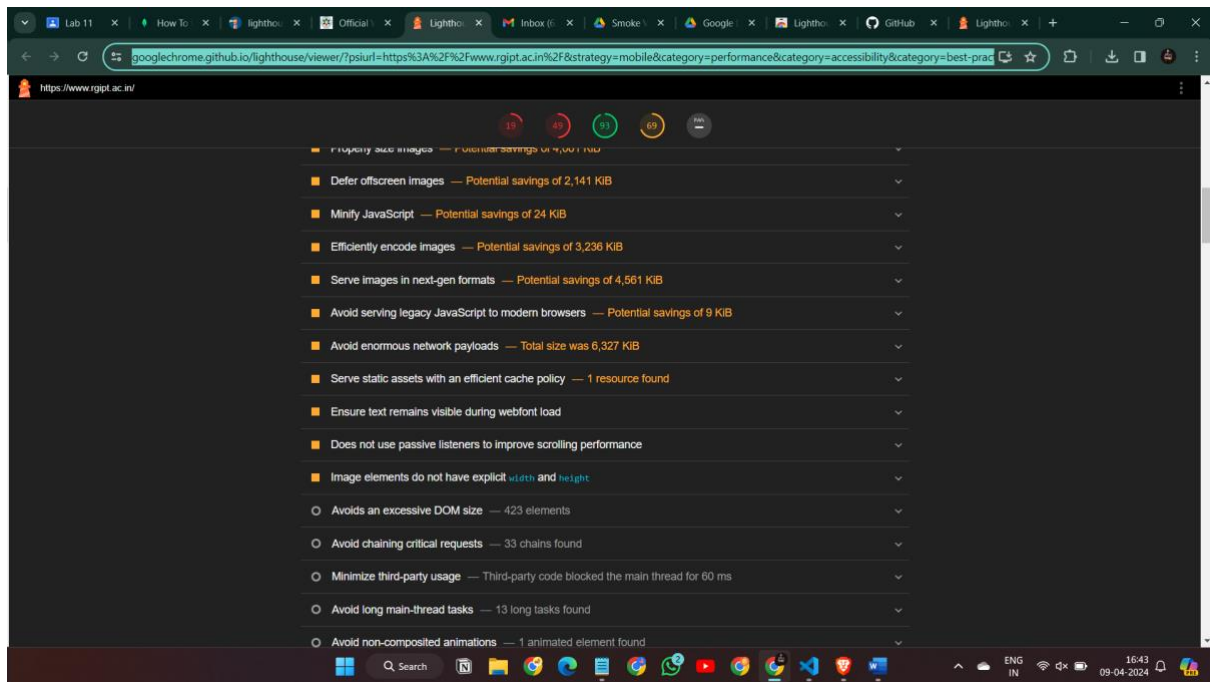 Lab 11
How To
lighthou
Official
Lighthou
Inbox (6
Smoke
Google
Lighthou
GitHub
Lighthou
googlechrome.github.io/lighthouse/viewer/?psiurl=https%3A%2F%2Fwww.rgipt.ac.in%2F&strategy=mobile&category=performance&category=accessibility&category=best-prac
https://www.rgipt.ac.in/
19
49
93
69
PWA
Properly size images — Potential savings of
Defer offscreen images — Potential savings of 2,141 KiB
Minify JavaScript — Potential savings of 24 KiB
Efficiently encode images — Potential savings of 3,236 KiB
Serve images in next-gen formats — Potential savings of 4,561 KiB
Avoid serving legacy JavaScript to modern browsers — Potential savings of 9 KiB
Avoid enormous network payloads — Total size was 6,327 KiB
Serve static assets with an efficient cache policy — 1 resource found
Ensure text remains visible during webfont load
Does not use passive listeners to improve scrolling performance
Image elements do not have explicit width and height
Avoids an excessive DOM size — 423 elements
Avoid chaining critical requests — 33 chains found
Minimize third-party usage — Third-party code blocked the main thread for 60 ms
Avoid long main-thread tasks — 13 long tasks found
Avoid non-composited animations — 1 animated element found
Search
2
ENG
IN
16:43
09-04-2024